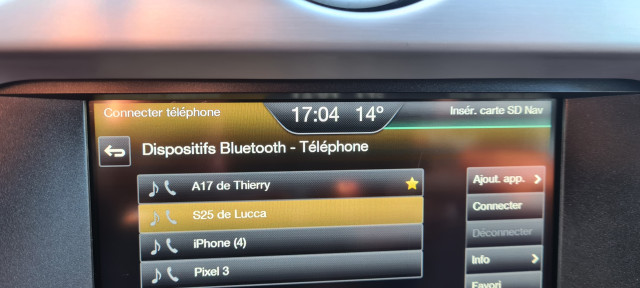 Connecter téléphone
17:04 14°
Insér. carte SD Nav
Dispositifs Bluetooth - Téléphone
A17 de Thierry
S25 de Lucca
iPhone (4)
Pixel 3
Ajout. app.
Connecter
Déconnecter
Info
Favori